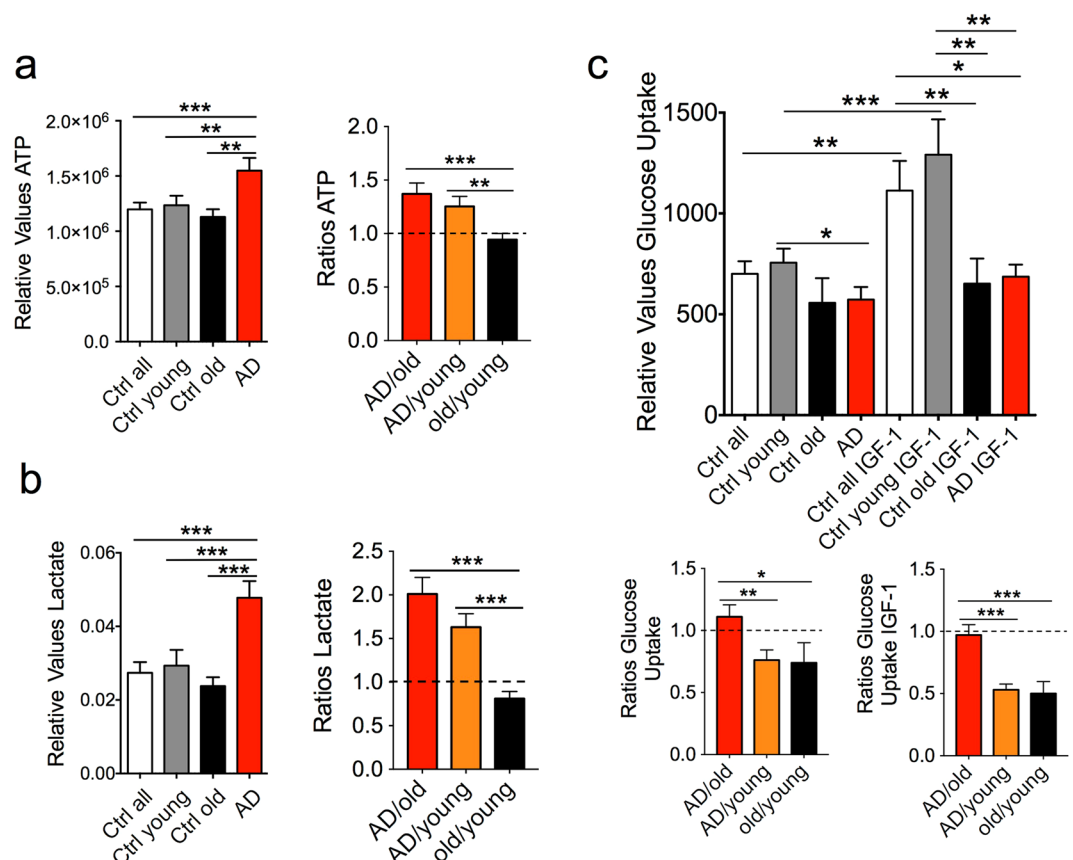 a
Relative Values ATP
2.0×10⁶
1.5×10⁶
1.0×10⁶
5.0×10⁵
0.0
***
**
**
Ctrl all
Ctrl young
Ctrl old
AD
Ratios ATP
2.0
1.5
1.0
0.5
0.0
***
**
AD/old
AD/young
old/young
b
Relative Values Lactate
0.06
0.04
0.02
0.00
***
***
***
Ctrl all
Ctrl young
Ctrl old
AD
Ratios Lactate
2.5
2.0
1.5
1.0
0.5
0.0
***
***
AD/old
AD/young
old/young
c
Relative Values Glucose Uptake
1500
1000
500
0
**
**
*
***
**
**
*
Ctrl all
Ctrl young
Ctrl old
AD
Ctrl all IGF-1
Ctrl young IGF-1
Ctrl old IGF-1
AD IGF-1
Ratios Glucose
Uptake
1.5
1.0
0.5
0.0
*
**
AD/old
AD/young
old/young
Ratios Glucose
Uptake IGF-1
1.5
1.0
0.5
0.0
***
***
AD/old
AD/young
old/young